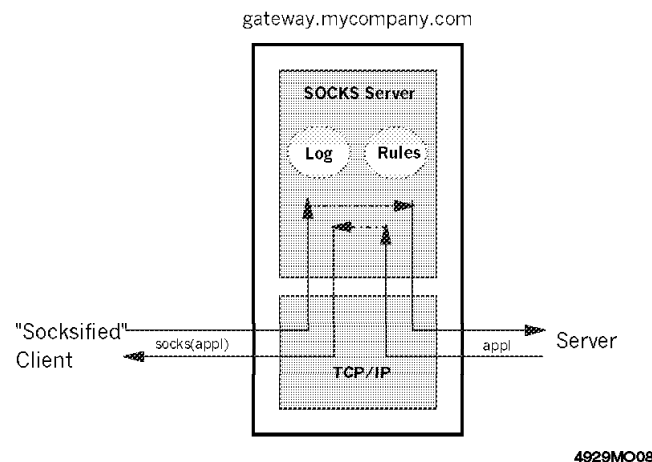 gateway.mycompany.com
SOCKS Server
Log
Rules
"Socksified"
Client
socks(appl)
appl
Server
TCP/IP
4929MO08